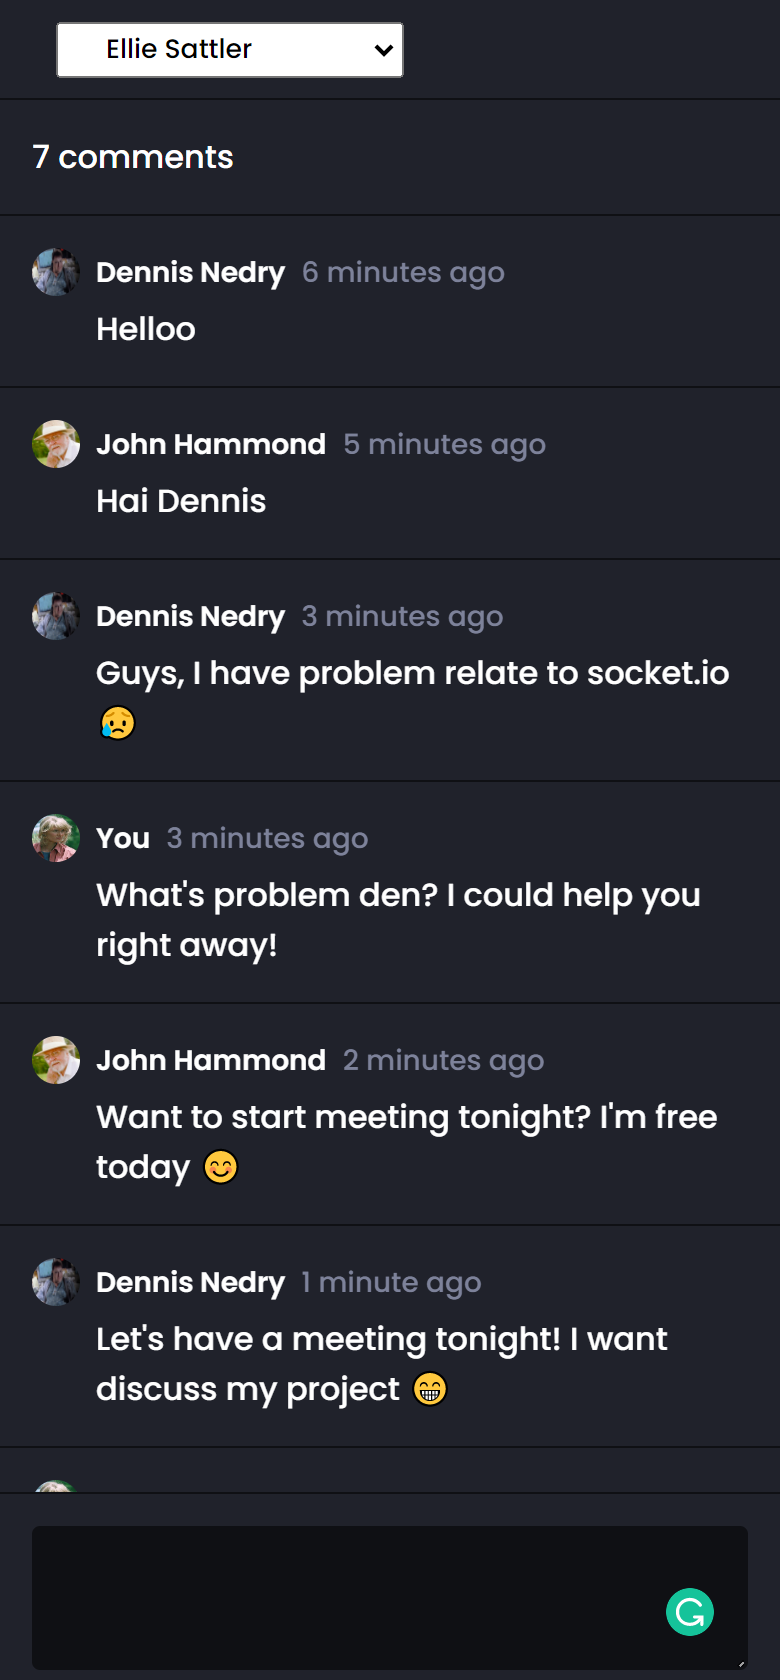 Ellie Sattler
7 comments
Dennis Nedry 6 minutes ago
Helloo
John Hammond 5 minutes ago
Hai Dennis
Dennis Nedry 3 minutes ago
Guys, I have problem relate to socket.io
😥
You 3 minutes ago
What's problem den? I could help you
right away!
John Hammond 2 minutes ago
Want to start meeting tonight? I'm free
today 😊
Dennis Nedry 1 minute ago
Let's have a meeting tonight! I want
discuss my project 😁